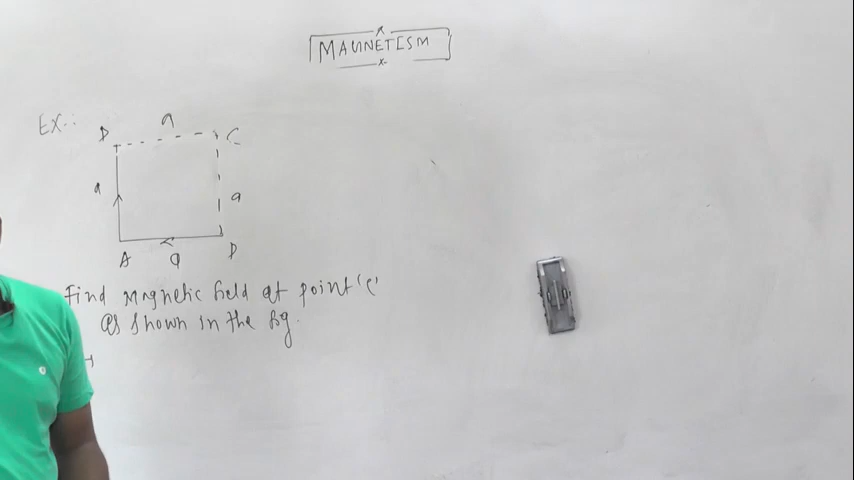 MAGNETISM
Ex.:
a
B C
a a
A a D
Find magnetic field at point 'C'
as shown in the fig.